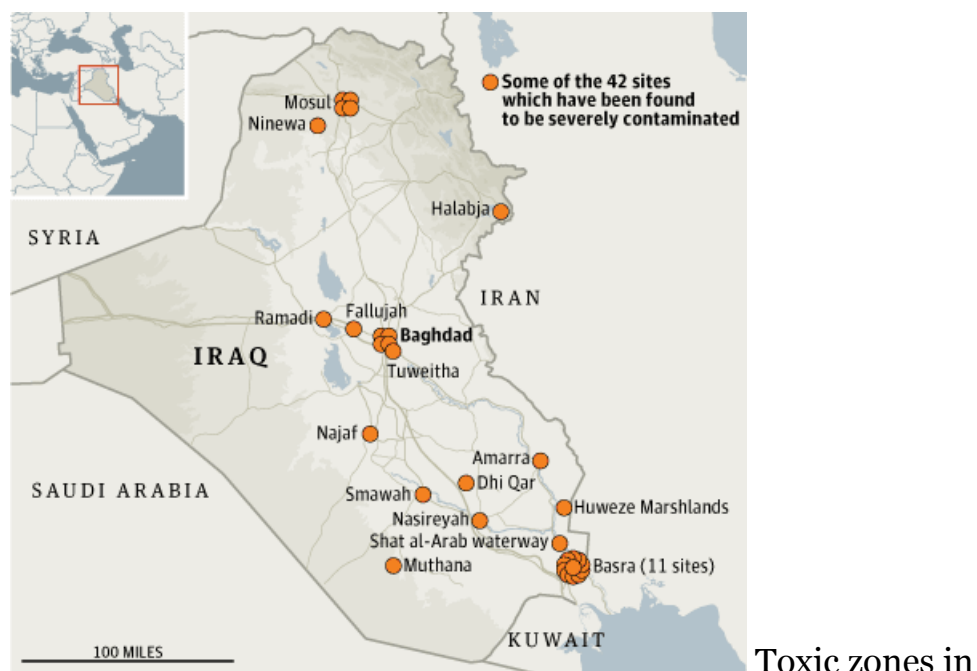 Some of the 42 sites
which have been found
to be severely contaminated
Mosul
Ninewa
Halabja
SYRIA
IRAN
Ramadi
Fallujah
Baghdad
IRAQ
Tuweitha
Najaf
Amarra
Dhi Qar
SAUDI ARABIA
Smawah
Huweze Marshlands
Nasireyah
Shat al-Arab waterway
Muthana
Basra (11 sites)
KUWAIT
100 MILES
Toxic zones in